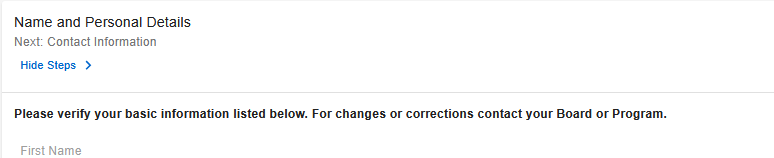 Name and Personal Details
Next: Contact Information
Hide Steps
Please verify your basic information listed below. For changes or corrections contact your Board or Program.
First Name